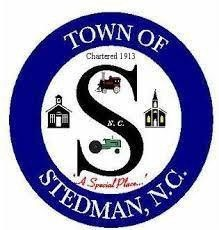 TOWN OF
Chartered 1913
S
N.C.
"A Special Place..."
STEDMAN, N.C.